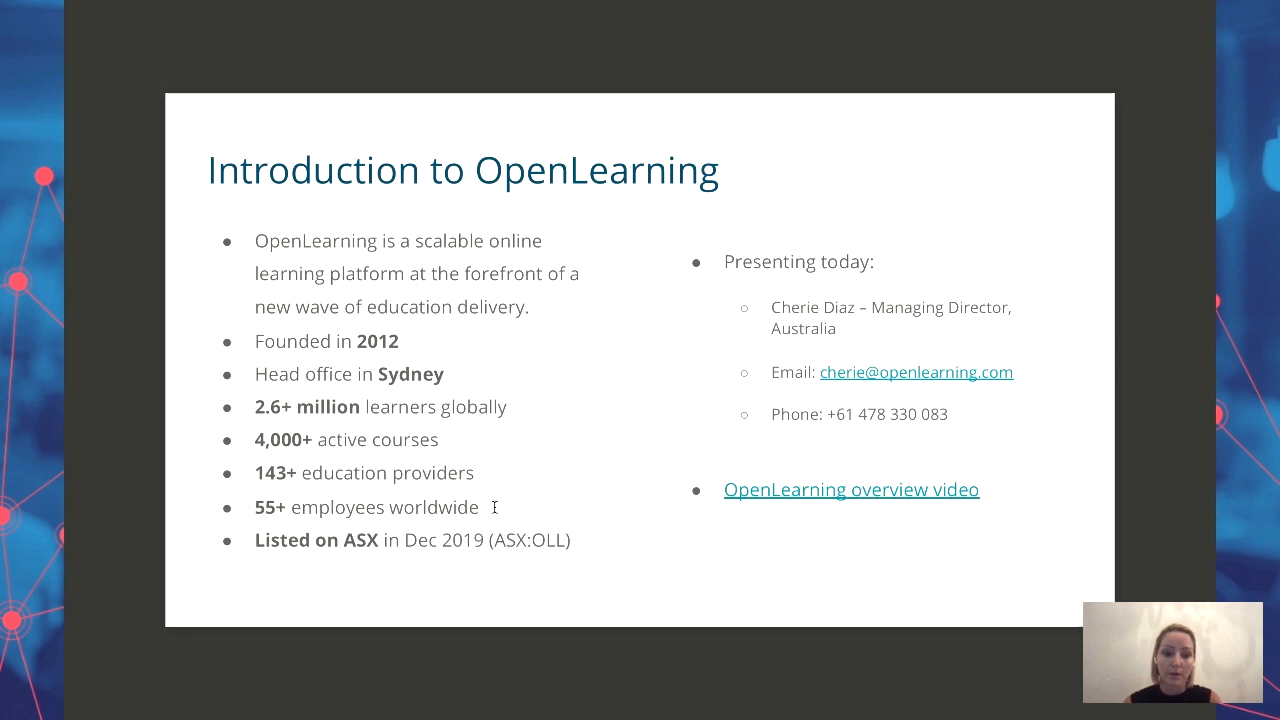 Introduction to OpenLearning
● OpenLearning is a scalable online
learning platform at the forefront of a
new wave of education delivery.
● Founded in 2012
● Head office in Sydney
● 2.6+ million learners globally
● 4,000+ active courses
● 143+ education providers
● 55+ employees worldwide
● Listed on ASX in Dec 2019 (ASX:OLL)
● Presenting today:
○ Cherie Diaz – Managing Director,
Australia
○ Email: cherie@openlearning.com
○ Phone: +61 478 330 083
● OpenLearning overview video